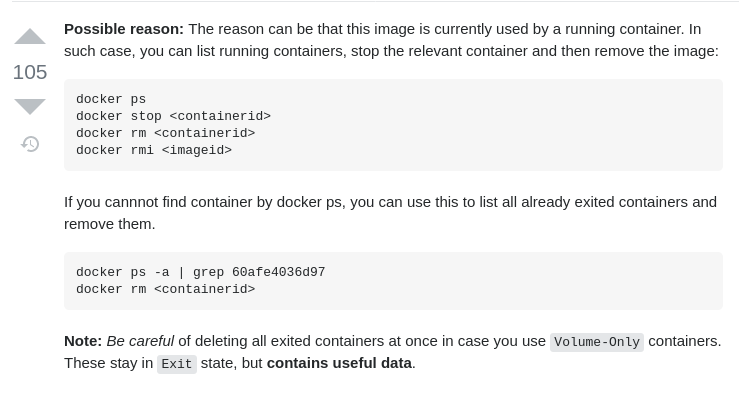 Possible reason: The reason can be that this image is currently used by a running container. In
such case, you can list running containers, stop the relevant container and then remove the image:
105
docker ps
docker stop <containerid>
docker rm <containerid>
docker rmi <imageid>
If you cannnot find container by docker ps, you can use this to list all already exited containers and
remove them.
docker ps -a | grep 60afe4036d97
docker rm <containerid>
Note: Be careful of deleting all exited containers at once in case you use Volume-Only containers.
These stay in Exit state, but contains useful data.